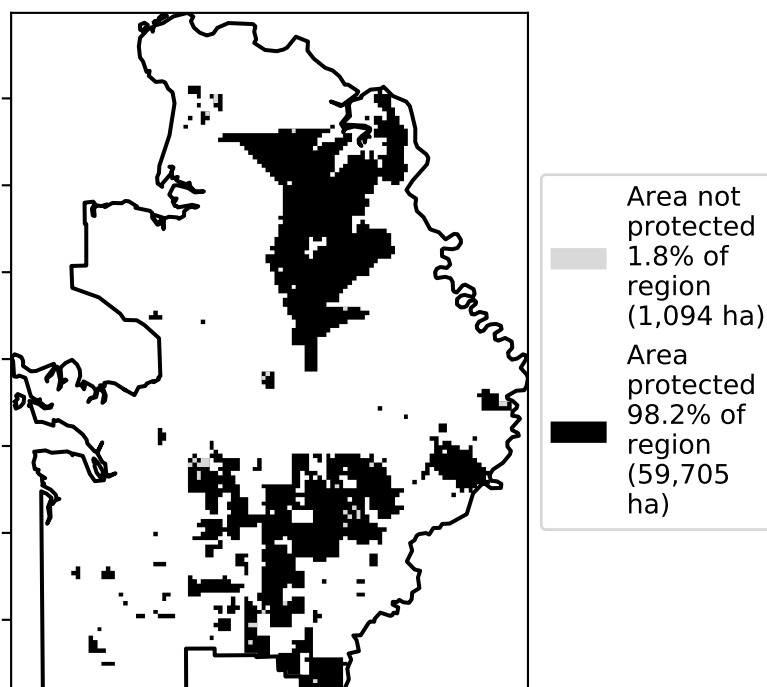 Area not
protected
1.8% of
region
(1,094 ha)
Area
protected
98.2% of
region
(59,705
ha)